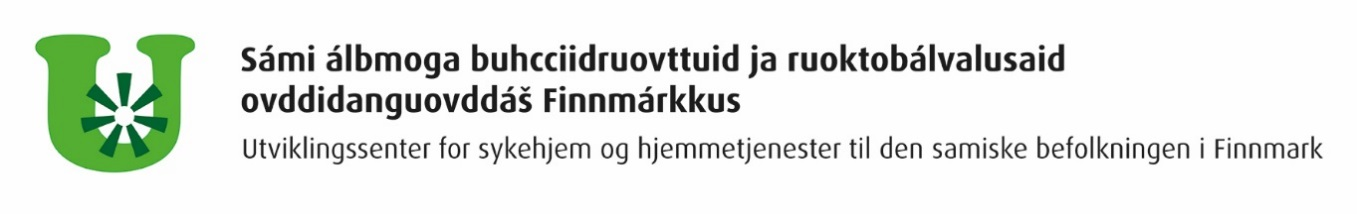 Sámi álbmoga buhcciidruovttuid ja ruoktobálvalusaid
ovddidanguovddáš Finnmárkkus
Utviklingssenter for sykehjem og hjemmetjenester til den samiske befolkningen i Finnmark